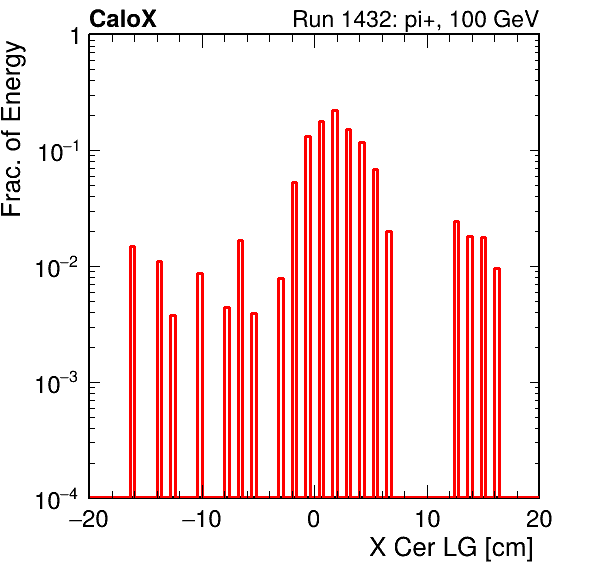 CaloX Run 1432: pi+, 100 GeV
Frac. of Energy
1
10⁻¹
10⁻²
10⁻³
10⁻⁴
−20 −10 0 10 20
X Cer LG [cm]